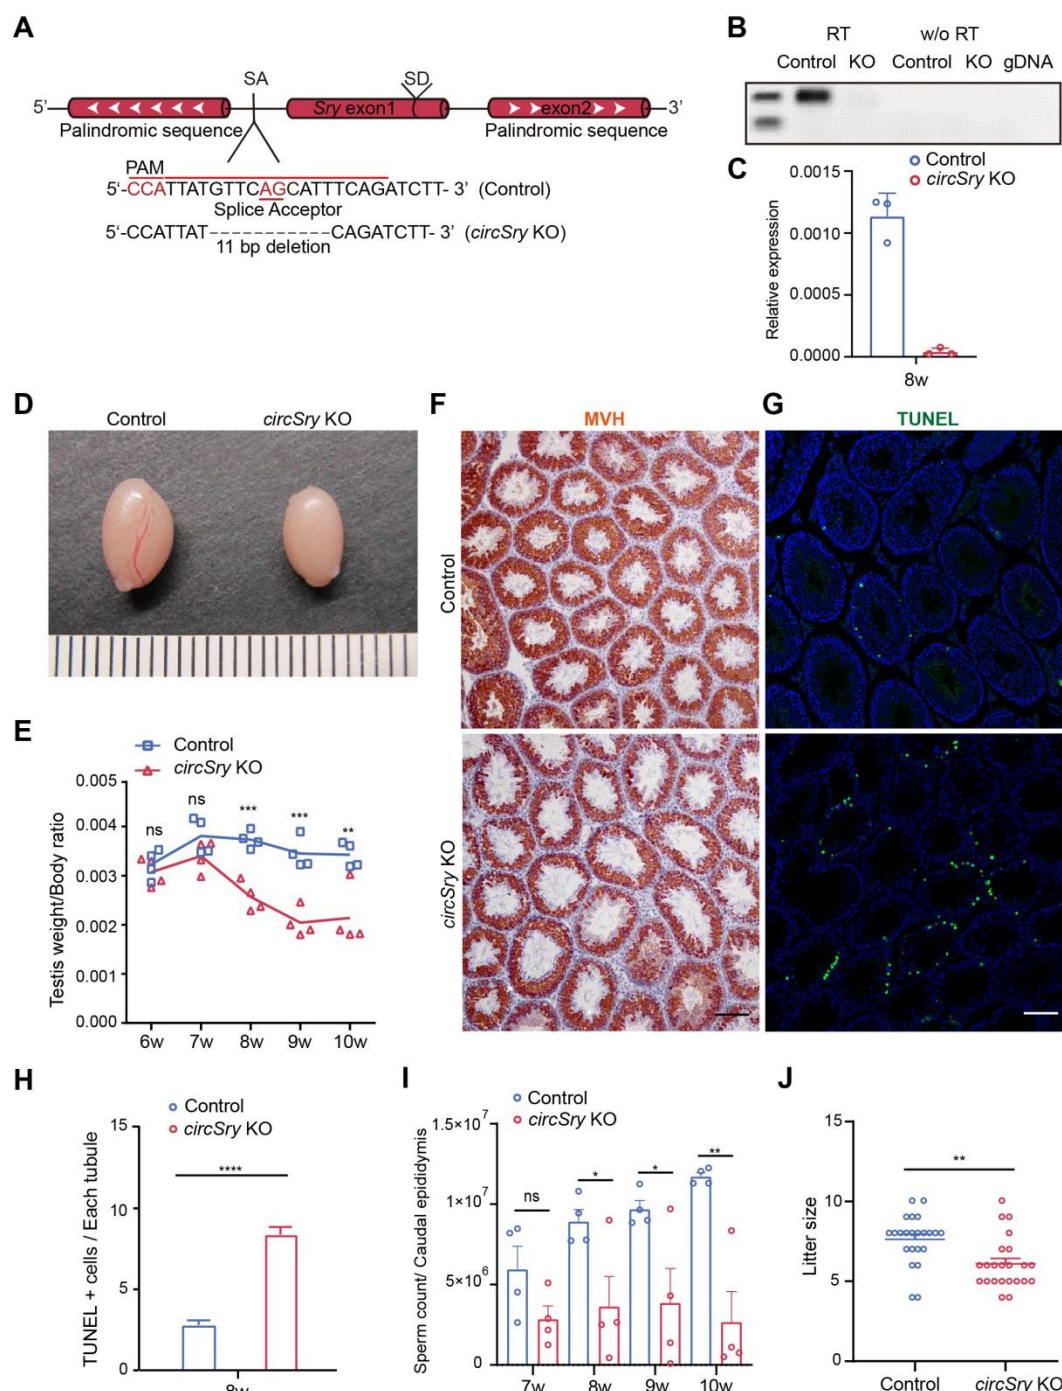 A
SA
SD
5'
Sry exon1
exon2
3'
Palindromic sequence
Palindromic sequence
PAM
5'-CCATTATGTTCAGCATTTCAGATCTT- 3' (Control)
Splice Acceptor
5'-CCATTAT-----------CAGATCTT- 3' (circSry KO)
11 bp deletion
B
RT
w/o RT
Control KO Control KO gDNA
C
Control
circSry KO
Relative expression
0.0015
0.0010
0.0005
0.0000
8w
D
Control
circSry KO
E
Control
circSry KO
Testis weight/Body ratio
0.005
0.004
0.003
0.002
0.001
0.000
ns
ns
***
***
**
6w 7w 8w 9w 10w
F
MVH
Control
circSry KO
G
TUNEL
H
Control
circSry KO
TUNEL + cells / Each tubule
15
10
5
0
****
8w
I
Control
circSry KO
Sperm count/ Caudal epididymis
1.5×10⁷
1×10⁷
5×10⁶
0
ns
*
*
**
7w 8w 9w 10w
J
Litter size
15
10
5
0
**
Control
circSry KO